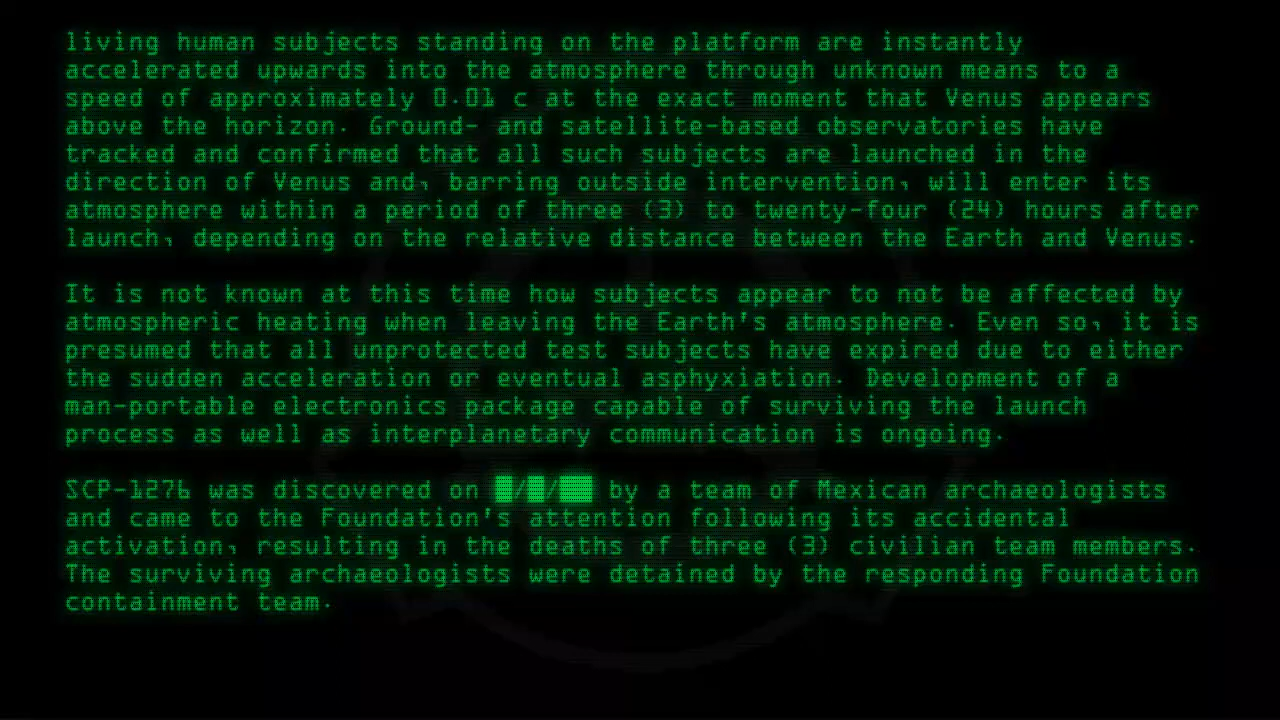 living human subjects standing on the platform are instantly
accelerated upwards into the atmosphere through unknown means to a
speed of approximately 0.01 c at the exact moment that Venus appears
above the horizon. Ground- and satellite-based observatories have
tracked and confirmed that all such subjects are launched in the
direction of Venus and, barring outside intervention, will enter its
atmosphere within a period of three (3) to twenty-four (24) hours after
launch, depending on the relative distance between the Earth and Venus.
It is not known at this time how subjects appear to not be affected by
atmospheric heating when leaving the Earth's atmosphere. Even so, it is
presumed that all unprotected test subjects have expired due to either
the sudden acceleration or eventual asphyxiation. Development of a
man-portable electronics package capable of surviving the launch
process as well as interplanetary communication is ongoing.
SCP-1276 was discovered on █/█/██ by a team of Mexican archaeologists
and came to the Foundation's attention following its accidental
activation, resulting in the deaths of three (3) civilian team members.
The surviving archaeologists were detained by the responding Foundation
containment team.